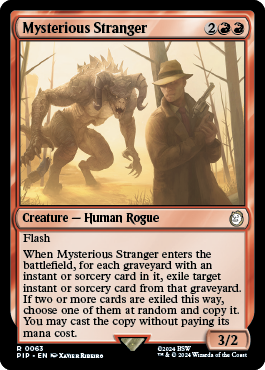 Mysterious Stranger 2
Creature — Human Rogue
Flash
When Mysterious Stranger enters the
battlefield, for each graveyard with an
instant or sorcery card in it, exile target
instant or sorcery card from that graveyard.
If two or more cards are exiled this way,
choose one of them at random and copy it.
You may cast the copy without paying its
mana cost.
3/2
R 0063
PIP • EN Xavier Ribeiro
©2024 BSW
™ & © 2024 Wizards of the Coast